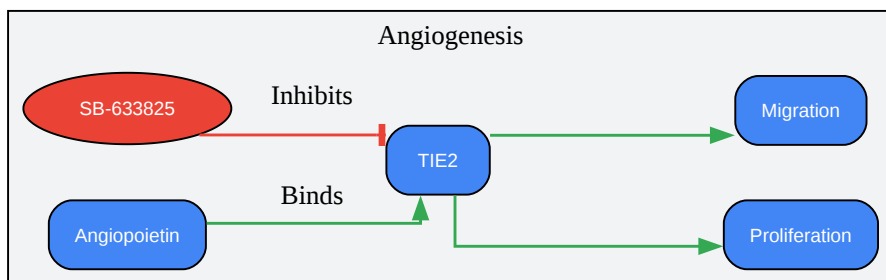 Angiogenesis
SB-633825
Inhibits
Migration
TIE2
Binds
Angiopoietin
Proliferation